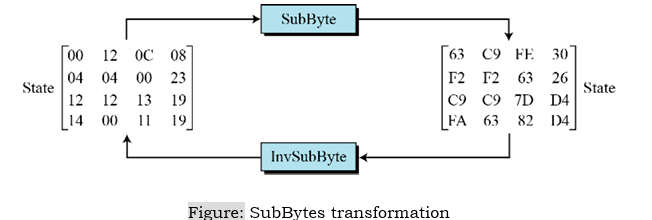 SubByte
00 12 0C 08
04 04 00 23
12 12 13 19
14 00 11 19
State
63 C9 FE 30
F2 F2 63 26
C9 C9 7D D4
FA 63 82 D4
State
InvSubByte
Figure: SubBytes transformation